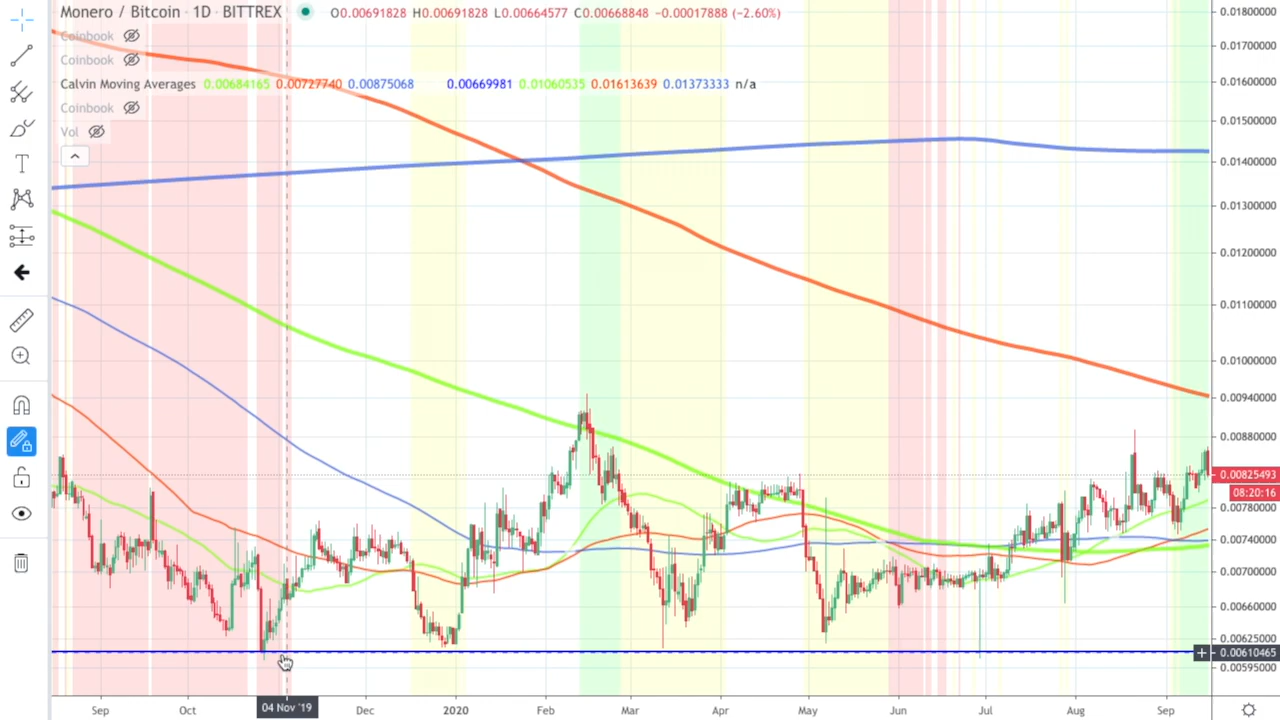 Monero / Bitcoin · 1D · BITTREX O0.00691828 H0.00691828 L0.00664577 C0.00668848 −0.00017888 (−2.60%)
Coinbook
Coinbook
Calvin Moving Averages 0.00684165 0.00727740 0.00875068 0.00669981 0.01060535 0.01613639 0.01373333 n/a
Coinbook
Vol
T
0.01800000
0.01700000
0.01600000
0.01500000
0.01400000
0.01300000
0.01200000
0.01100000
0.01000000
0.00940000
0.00880000
0.00825493
08:20:16
0.00780000
0.00740000
0.00700000
0.00660000
0.00625000
+ 0.00610465
0.00595000
Sep Oct 04 Nov '19 Dec 2020 Feb Mar Apr May Jun Jul Aug Sep